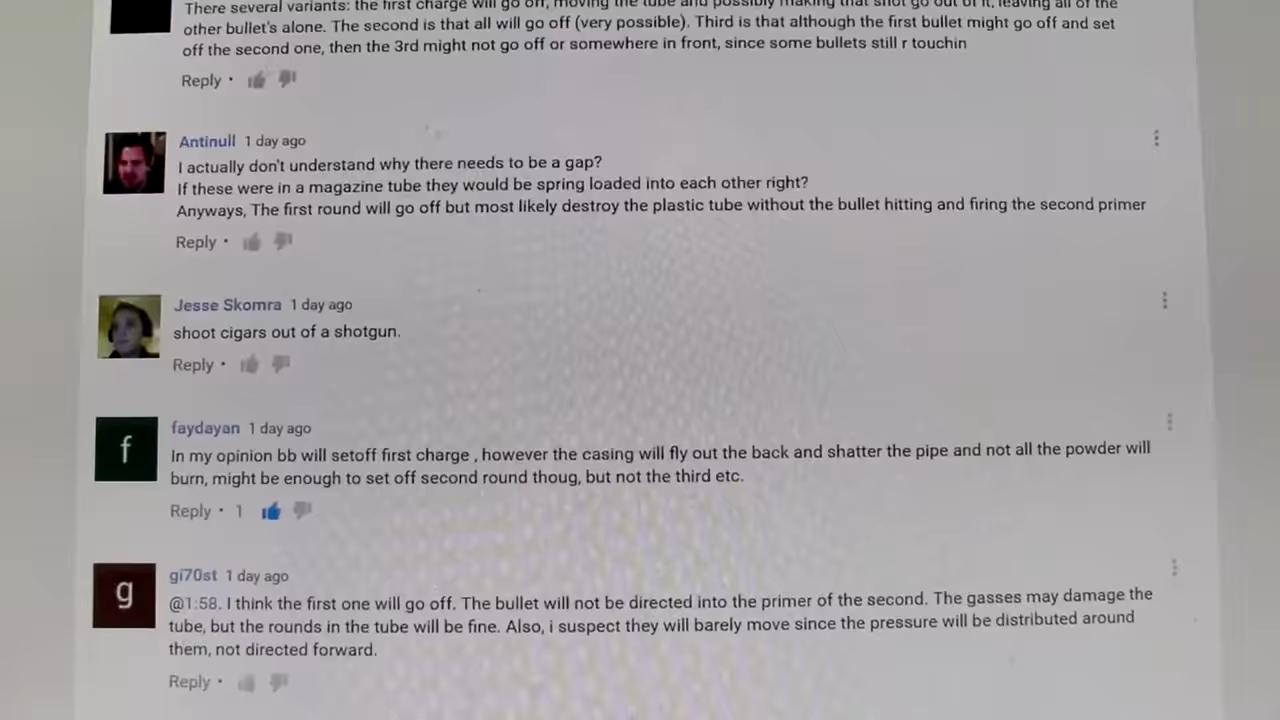 There several variants: the first charge will go off, moving the tube and possibly making that shot go out of it, leaving all of the
other bullet's alone. The second is that all will go off (very possible). Third is that although the first bullet might go off and set
off the second one, then the 3rd might not go off or somewhere in front, since some bullets still r touchin
Reply •
Antinull 1 day ago
I actually don't understand why there needs to be a gap?
If these were in a magazine tube they would be spring loaded into each other right?
Anyways, The first round will go off but most likely destroy the plastic tube without the bullet hitting and firing the second primer
Reply •
Jesse Skomra 1 day ago
shoot cigars out of a shotgun.
Reply •
f
faydayan 1 day ago
In my opinion bb will setoff first charge , however the casing will fly out the back and shatter the pipe and not all the powder will
burn, might be enough to set off second round thoug, but not the third etc.
Reply • 1
g
gi70st 1 day ago
@1:58. I think the first one will go off. The bullet will not be directed into the primer of the second. The gasses may damage the
tube, but the rounds in the tube will be fine. Also, i suspect they will barely move since the pressure will be distributed around
them, not directed forward.
Reply •